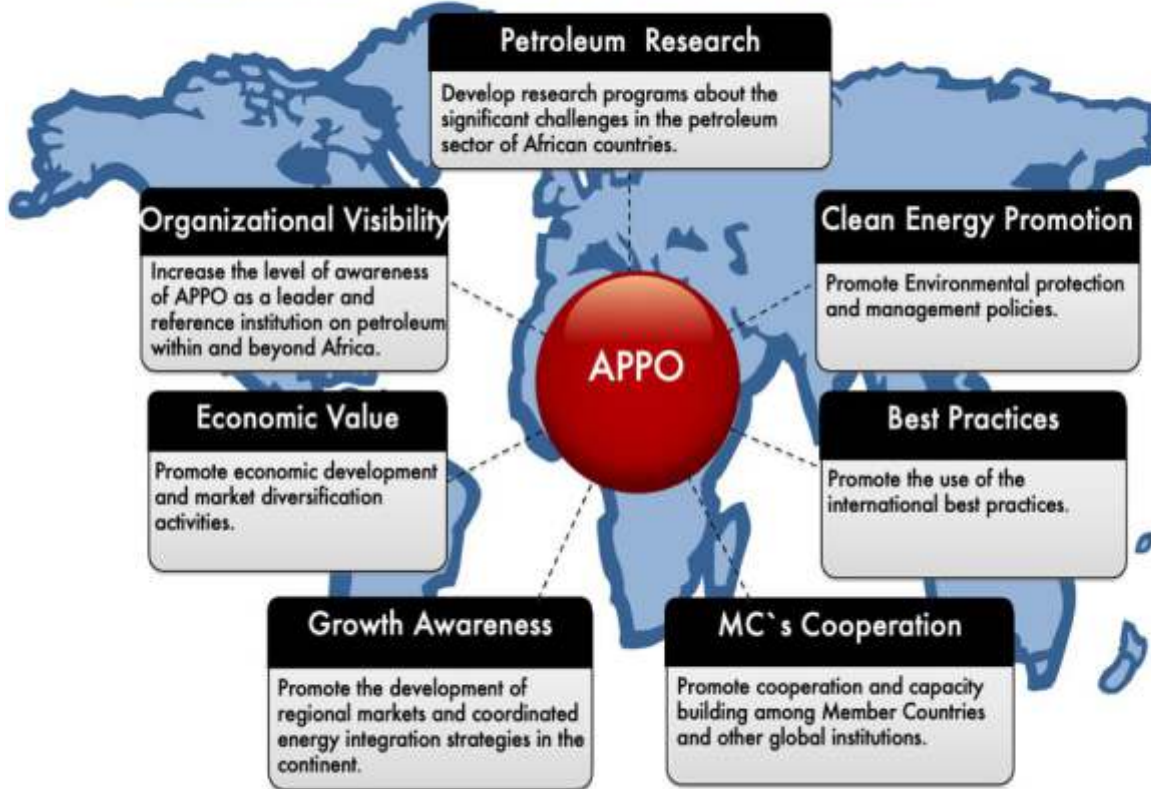 Petroleum Research
Develop research programs about the
significant challenges in the petroleum
sector of African countries.
Organizational Visibility
Increase the level of awareness
of APPO as a leader and
reference institution on petroleum
within and beyond Africa.
Clean Energy Promotion
Promote Environmental protection
and management policies.
APPO
Economic Value
Promote economic development
and market diversification
activities.
Best Practices
Promote the use of the
international best practices.
Growth Awareness
Promote the development of
regional markets and coordinated
energy integration strategies in the
continent.
MC`s Cooperation
Promote cooperation and capacity
building among Member Countries
and other global institutions.